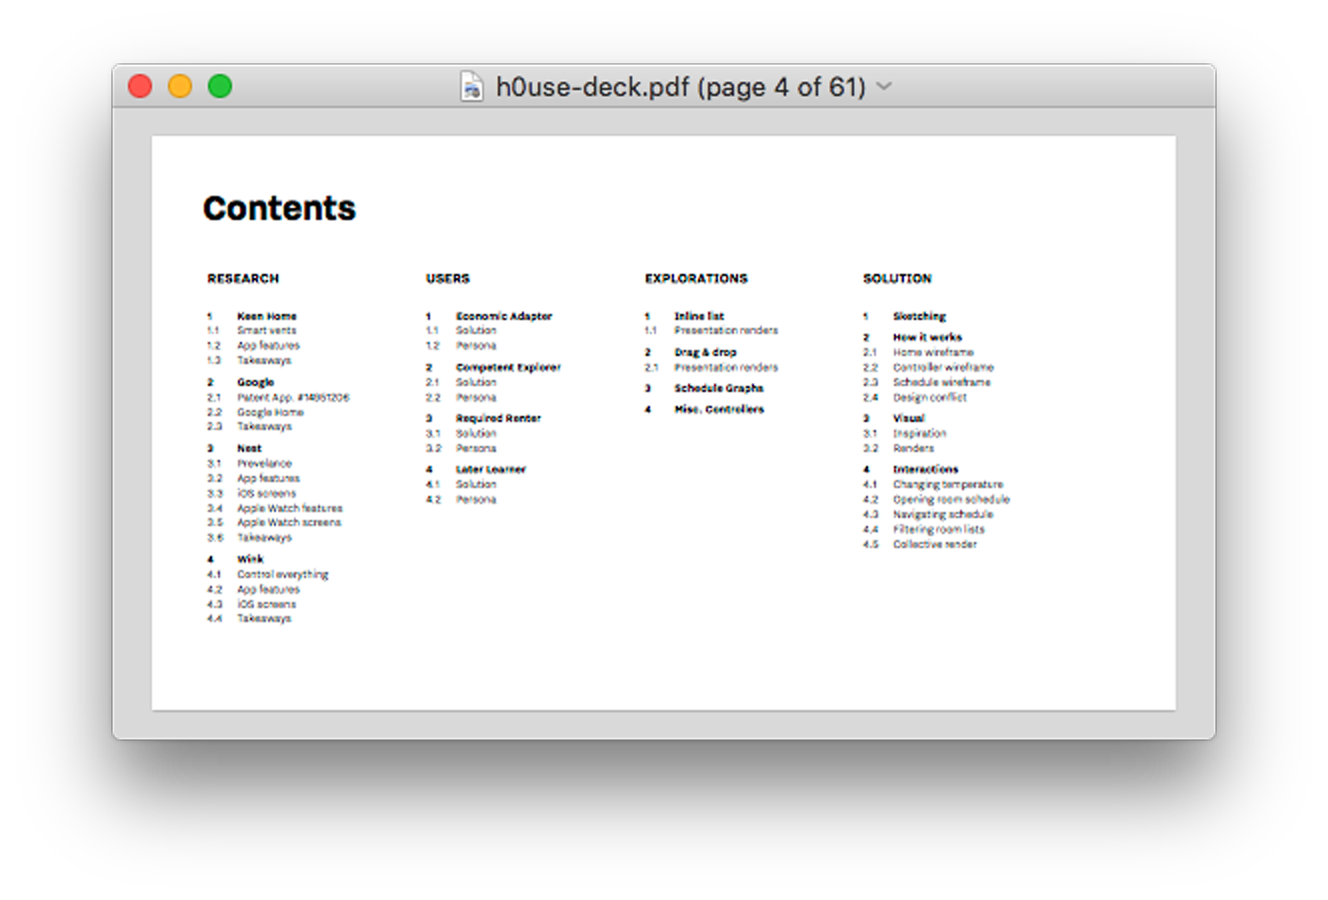 h0use-deck.pdf (page 4 of 61)
Contents
RESEARCH
1 Keen Home
1.1 Smart vents
1.2 App features
1.3 Takeaways
2 Google
2.1 Patent App. #14951206
2.2 Google Home
2.3 Takeaways
3 Nest
3.1 Prevelance
3.2 App features
3.3 iOS screens
3.4 Apple Watch features
3.5 Apple Watch screens
3.6 Takeaways
4 Wink
4.1 Control everything
4.2 App features
4.3 iOS screens
4.4 Takeaways
USERS
1 Economic Adapter
1.1 Solution
1.2 Persona
2 Competent Explorer
2.1 Solution
2.2 Persona
3 Required Renter
3.1 Solution
3.2 Persona
4 Later Learner
4.1 Solution
4.2 Persona
EXPLORATIONS
1 Inline list
1.1 Presentation renders
2 Drag & drop
2.1 Presentation renders
3 Schedule Graphs
4 Misc. Controllers
SOLUTION
1 Sketching
2 How it works
2.1 Home wireframe
2.2 Controller wireframe
2.3 Schedule wireframe
2.4 Design conflict
3 Visual
3.1 Inspiration
3.2 Renders
4 Interactions
4.1 Changing temperature
4.2 Opening room schedule
4.3 Navigating schedule
4.4 Filtering room lists
4.5 Collective render